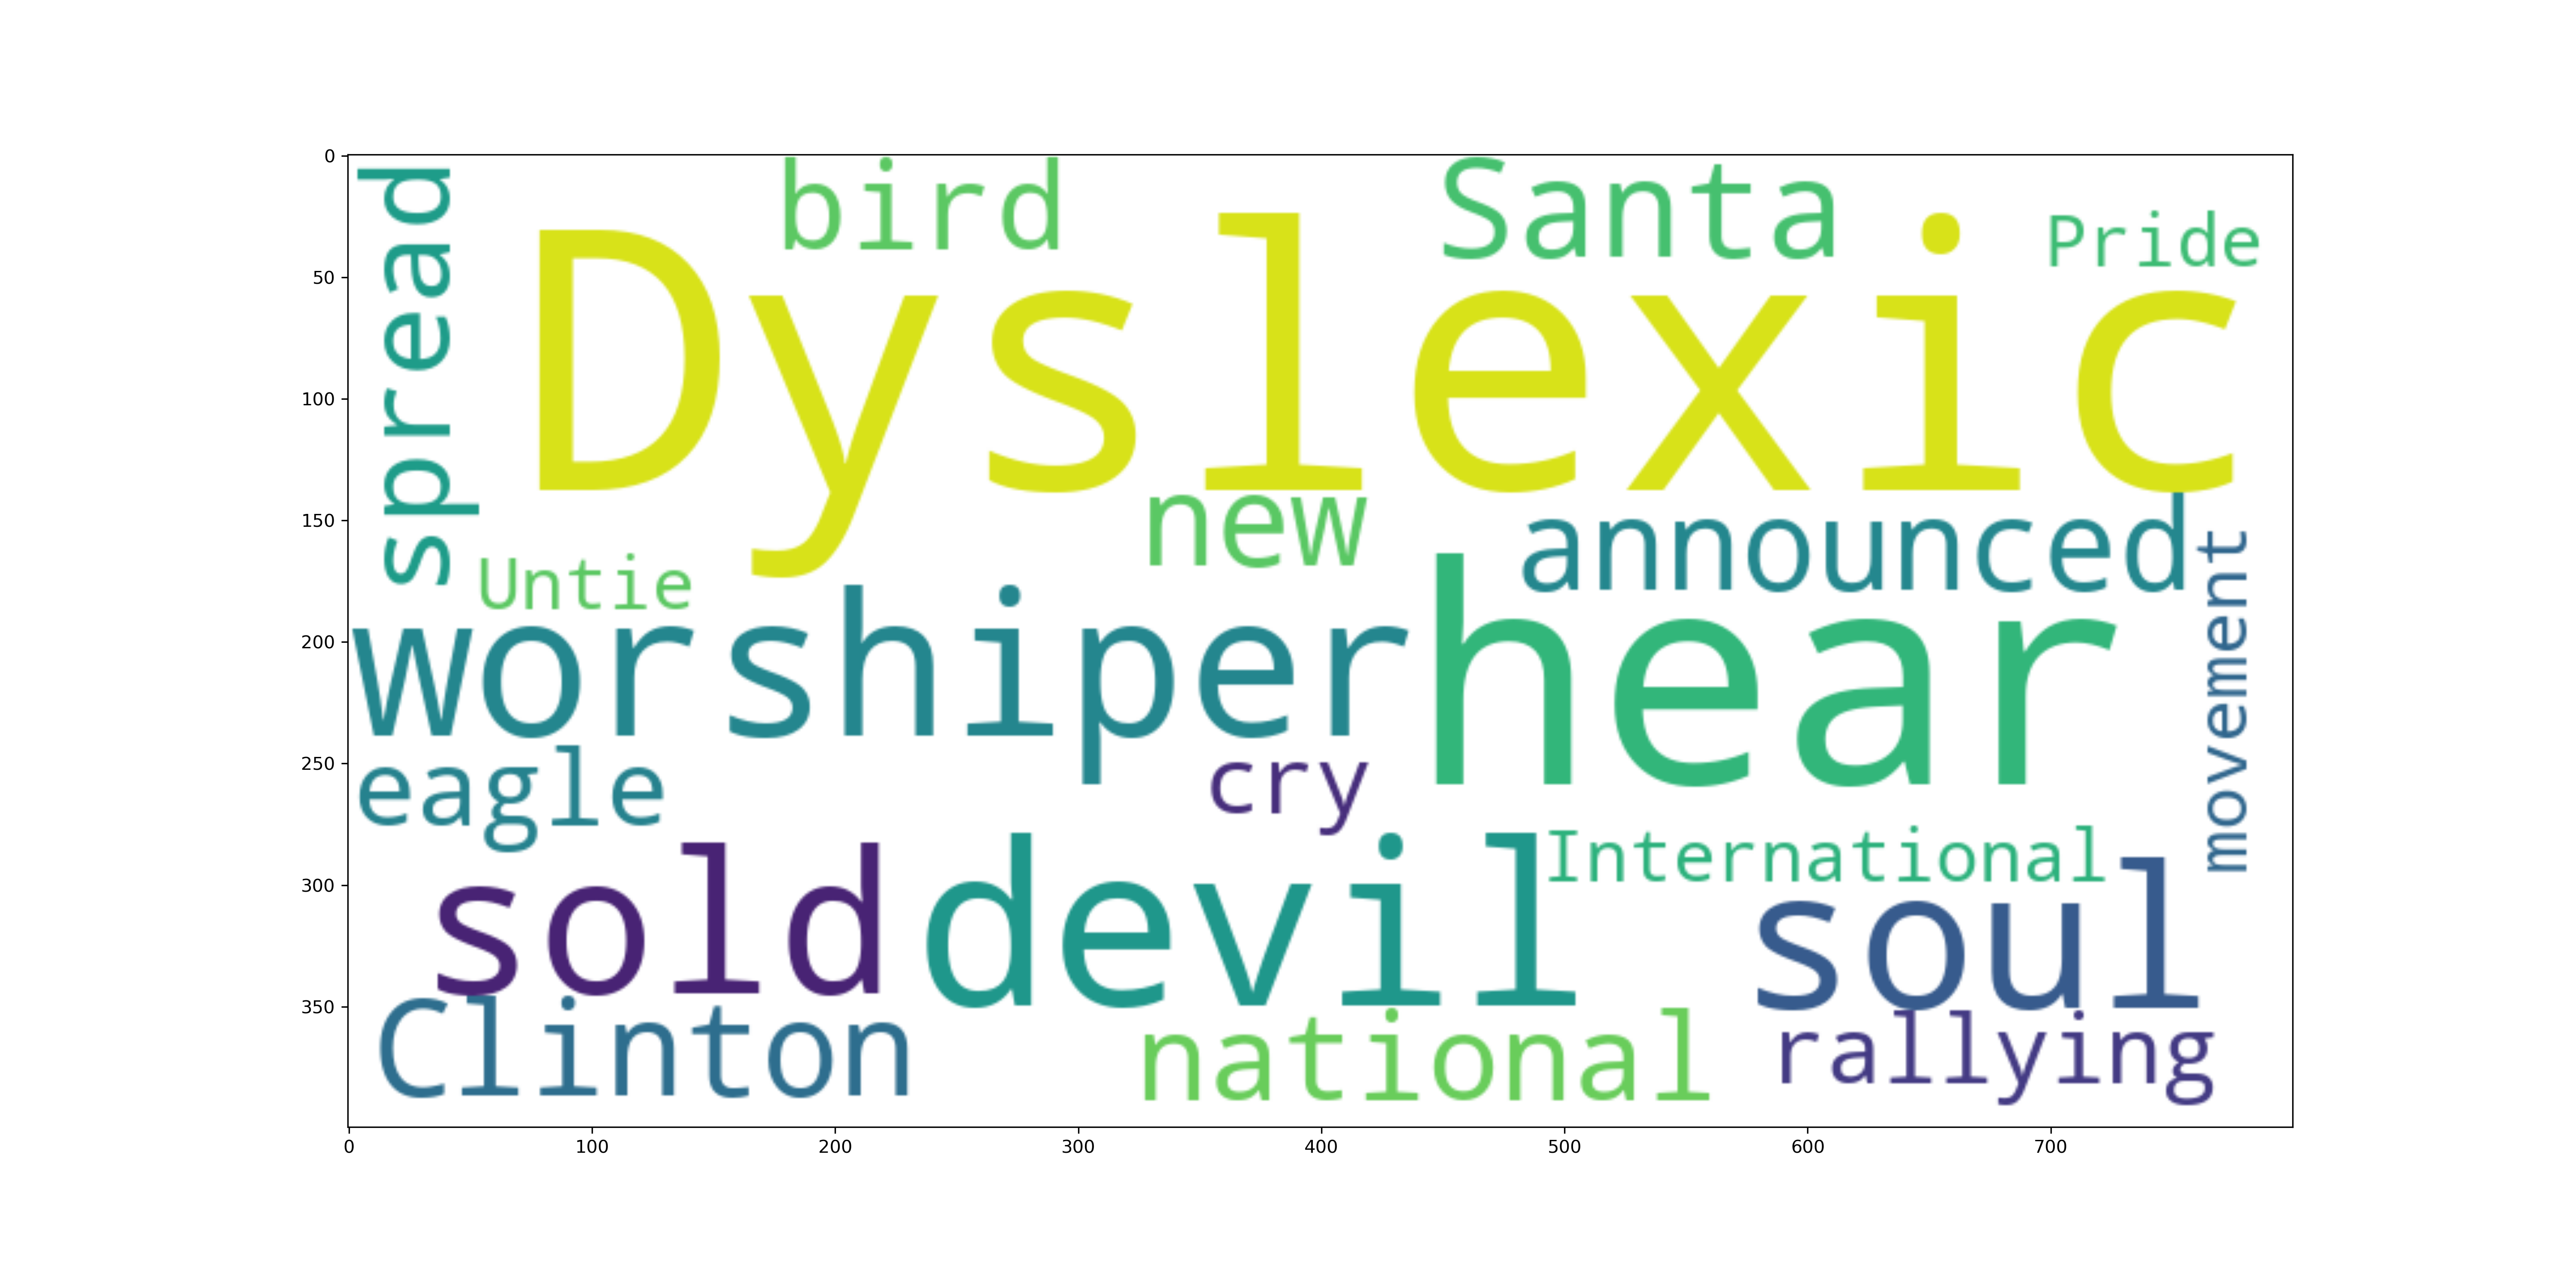 bird Santa
Pride
spread
Dyslexic
new announced
Untie
movement
worshiper hear
eagle cry
International
sold devil soul
Clinton national rallying
0
50
100
150
200
250
300
350
0 100 200 300 400 500 600 700